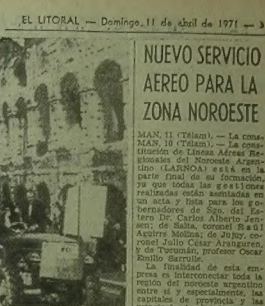 EL LITORAL — Domingo, 11 de abril de 1971 —
NUEVO SERVICIO
AEREO PARA LA
ZONA NOROESTE
MAN, 11 (Télam). — La cons-
MAN, 10 (Télam). — La cons-
titución de Líneas Aéreas Re-
gionales del Noroeste Argen-
tino (LARNOA) está en la
parte final de su formación,
ya que todas las gestiones
realizadas están asentadas en
un acta y lista para los go-
bernadores de Sgo. del Es-
tero Dr. Carlos Alberto Jen-
sen; de Salta, coronel Raúl
Aguirre Molina; de Jujuy, co-
ronel Julio César Aranguren,
y de Tucumán, profesor Oscar
Emilio Sarrulle.
La finalidad de esta em-
presa es interconectar toda la
región del noroeste argentino
entre sí y especialmente, las
capitales de provincia